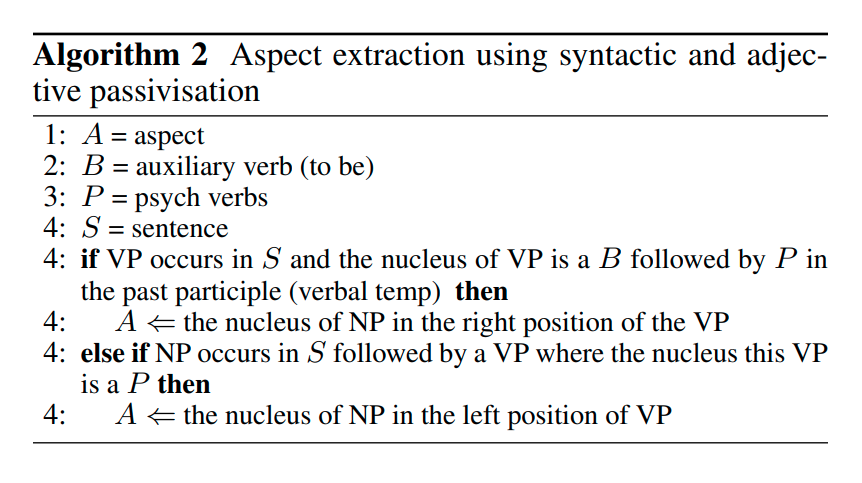 Algorithm 2 Aspect extraction using syntactic and adjec-
tive passivisation
1: A = aspect
2: B = auxiliary verb (to be)
3: P = psych verbs
4: S = sentence
4: if VP occurs in S and the nucleus of VP is a B followed by P in
the past participle (verbal temp) then
4: A ⇐ the nucleus of NP in the right position of the VP
4: else if NP occurs in S followed by a VP where the nucleus this VP
is a P then
4: A ⇐ the nucleus of NP in the left position of VP